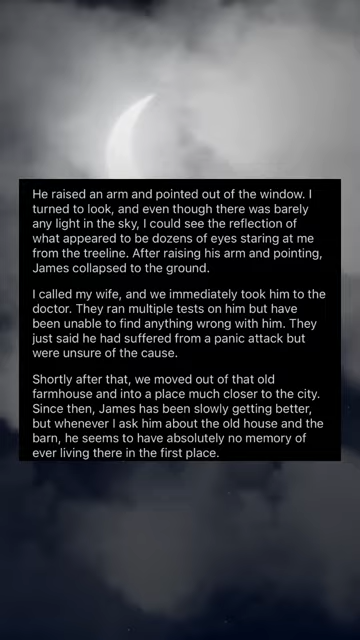 He raised an arm and pointed out of the window. I
turned to look, and even though there was barely
any light in the sky, I could see the reflection of
what appeared to be dozens of eyes staring at me
from the treeline. After raising his arm and pointing,
James collapsed to the ground.
I called my wife, and we immediately took him to the
doctor. They ran multiple tests on him but have
been unable to find anything wrong with him. They
just said he had suffered from a panic attack but
were unsure of the cause.
Shortly after that, we moved out of that old
farmhouse and into a place much closer to the city.
Since then, James has been slowly getting better,
but whenever I ask him about the old house and the
barn, he seems to have absolutely no memory of
ever living there in the first place.